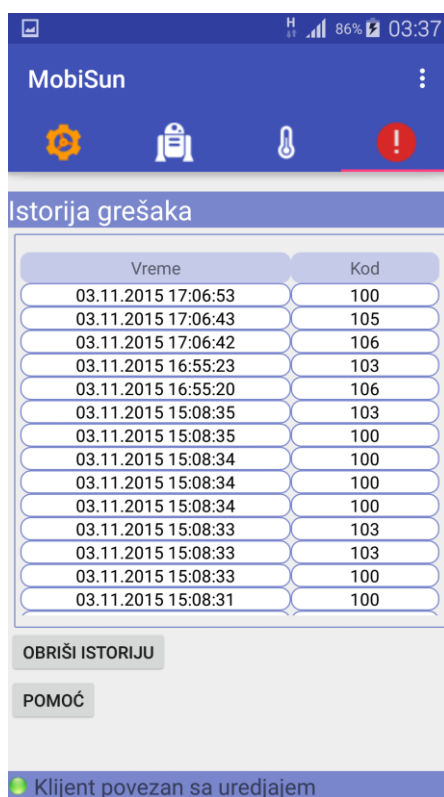 H 86% 03:37
MobiSun
Istorija grešaka
Vreme Kod
03.11.2015 17:06:53 100
03.11.2015 17:06:43 105
03.11.2015 17:06:42 106
03.11.2015 16:55:23 103
03.11.2015 16:55:20 106
03.11.2015 15:08:35 103
03.11.2015 15:08:35 100
03.11.2015 15:08:34 100
03.11.2015 15:08:34 100
03.11.2015 15:08:34 100
03.11.2015 15:08:33 103
03.11.2015 15:08:33 103
03.11.2015 15:08:33 100
03.11.2015 15:08:31 100
OBRIŠI ISTORIJU
POMOĆ
Klijent povezan sa uredjajem